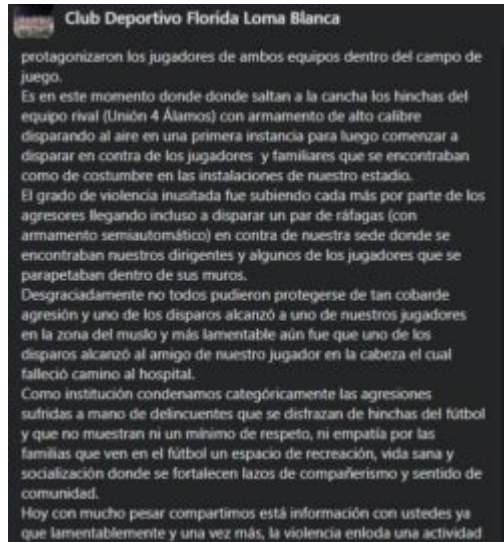 Club Deportivo Florida Loma Blanca
protagonizaron los jugadores de ambos equipos dentro del campo de
juego.
Es en este momento donde donde saltan a la cancha los hinchas del
equipo rival (Unión 4 Álamos) con armamento de alto calibre
disparando al aire en una primera instancia para luego comenzar a
disparar en contra de los jugadores y familiares que se encontraban
como de costumbre en las instalaciones de nuestro estadio.
El grado de violencia inusitada fue subiendo cada más por parte de los
agresores llegando incluso a disparar un par de ráfagas (con
armamento semiautomático) en contra de nuestra sede donde se
encontraban nuestros dirigentes y algunos de los jugadores que se
parapetaban dentro de sus muros.
Desgraciadamente no todos pudieron protegerse de tan cobarde
agresión y uno de los disparos alcanzó a uno de nuestros jugadores
en la zona del muslo y más lamentable aún fue que uno de los
disparos alcanzó al amigo de nuestro jugador en la cabeza el cual
falleció camino al hospital.
Como institución condenamos categóricamente las agresiones
sufridas a mano de delincuentes que se disfrazan de hinchas del fútbol
y que no muestran ni un mínimo de respeto, ni empatía por las
familias que ven en el fútbol un espacio de recreación, vida sana y
socialización donde se fortalecen lazos de compañerismo y sentido de
comunidad.
Hoy con mucho pesar compartimos está información con ustedes ya
que lamentablemente y una vez más, la violencia enloda una actividad